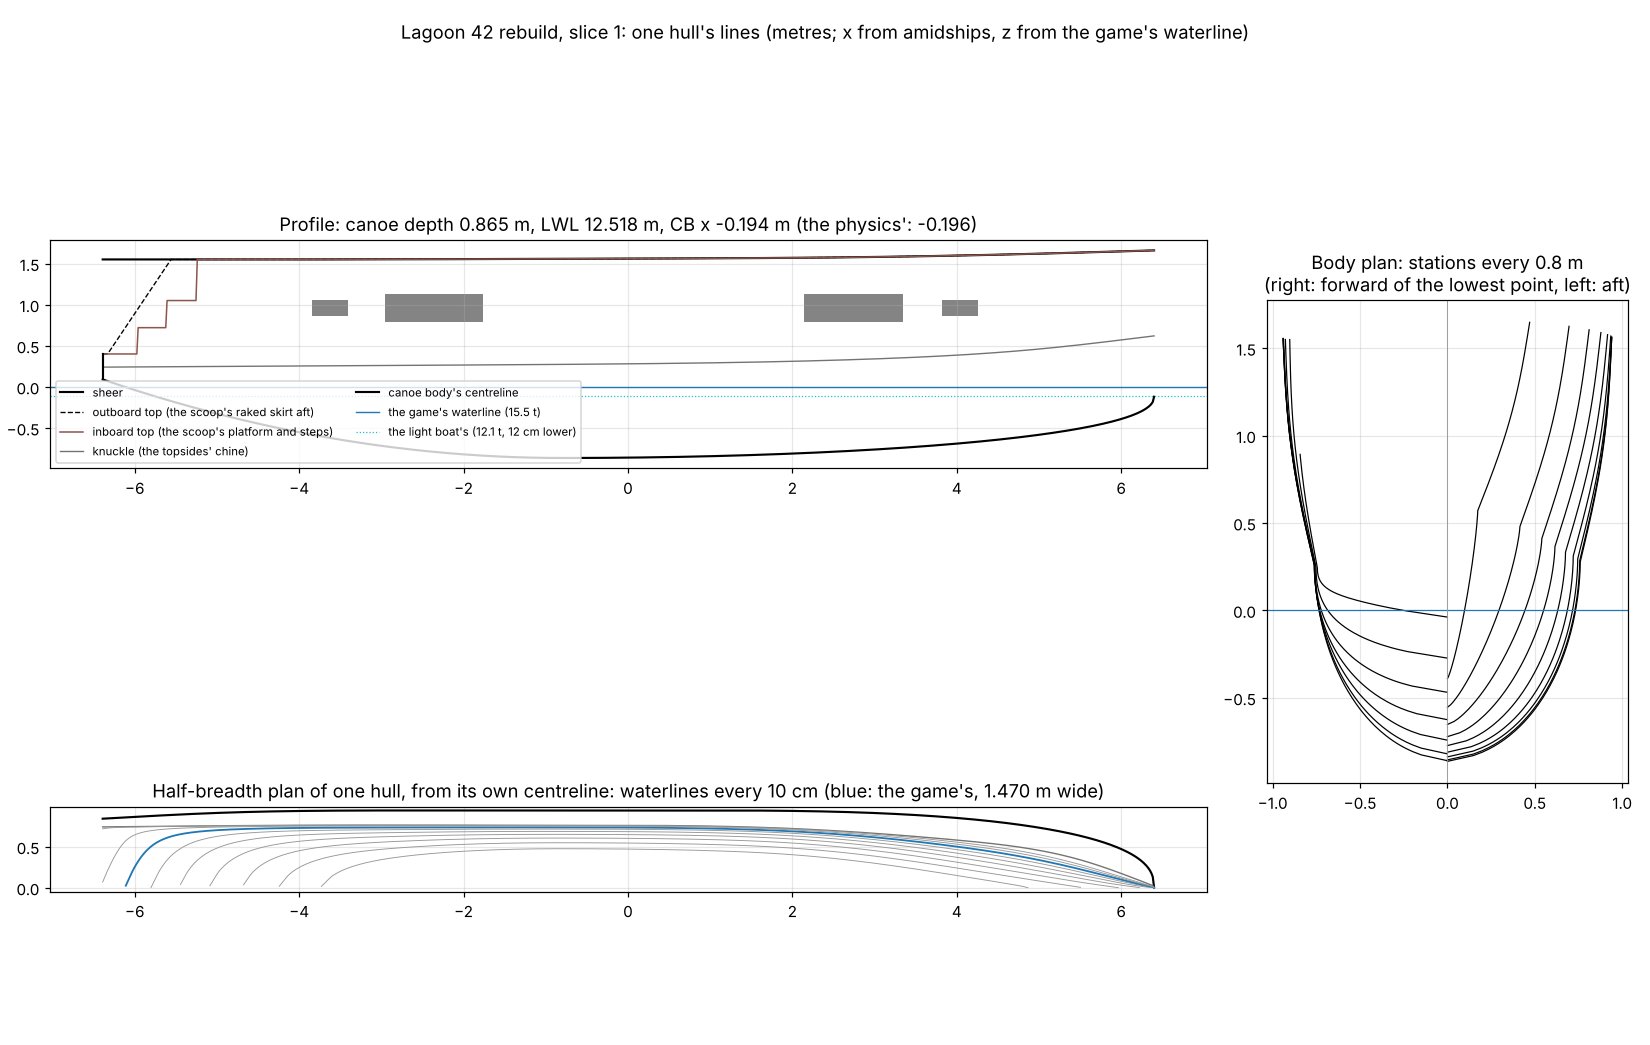 Lagoon 42 rebuild, slice 1: one hull's lines (metres; x from amidships, z from the game's waterline)
Profile: canoe depth 0.865 m, LWL 12.518 m, CB x -0.194 m (the physics': -0.196)
1.5
1.0
0.5
0.0
−0.5
sheer
outboard top (the scoop's raked skirt aft)
inboard top (the scoop's platform and steps)
knuckle (the topsides' chine)
canoe body's centreline
the game's waterline (15.5 t)
the light boat's (12.1 t, 12 cm lower)
−6 −4 −2 0 2 4 6
Body plan: stations every 0.8 m
(right: forward of the lowest point, left: aft)
1.5
1.0
0.5
0.0
−0.5
−1.0 −0.5 0.0 0.5 1.0
Half-breadth plan of one hull, from its own centreline: waterlines every 10 cm (blue: the game's, 1.470 m wide)
0.5
0.0
−6 −4 −2 0 2 4 6